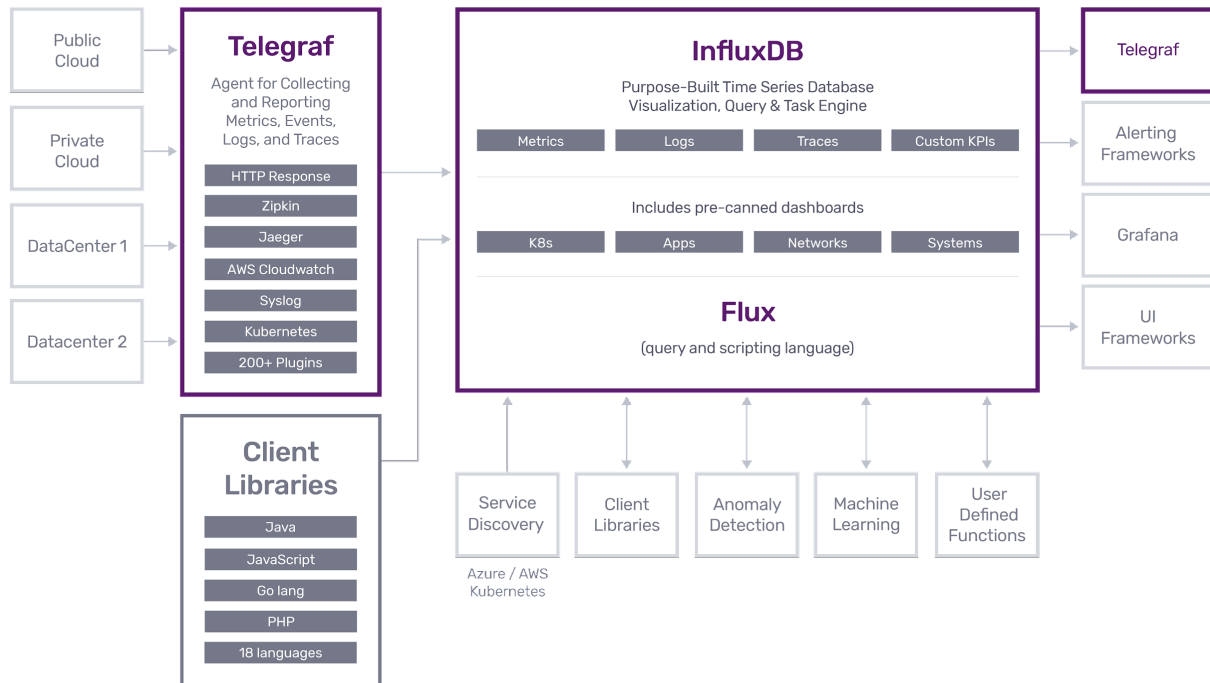 Public
Cloud
Private
Cloud
DataCenter 1
Datacenter 2
Telegraf
Agent for Collecting
and Reporting
Metrics, Events,
Logs, and Traces
HTTP Response
Zipkin
Jaeger
AWS Cloudwatch
Syslog
Kubernetes
200+ Plugins
Client
Libraries
Java
JavaScript
Go lang
PHP
18 languages
InfluxDB
Purpose-Built Time Series Database
Visualization, Query & Task Engine
Metrics
Logs
Traces
Custom KPIs
Includes pre-canned dashboards
K8s
Apps
Networks
Systems
Flux
(query and scripting language)
Service
Discovery
Azure / AWS
Kubernetes
Client
Libraries
Anomaly
Detection
Machine
Learning
User
Defined
Functions
Telegraf
Alerting
Frameworks
Grafana
UI
Frameworks